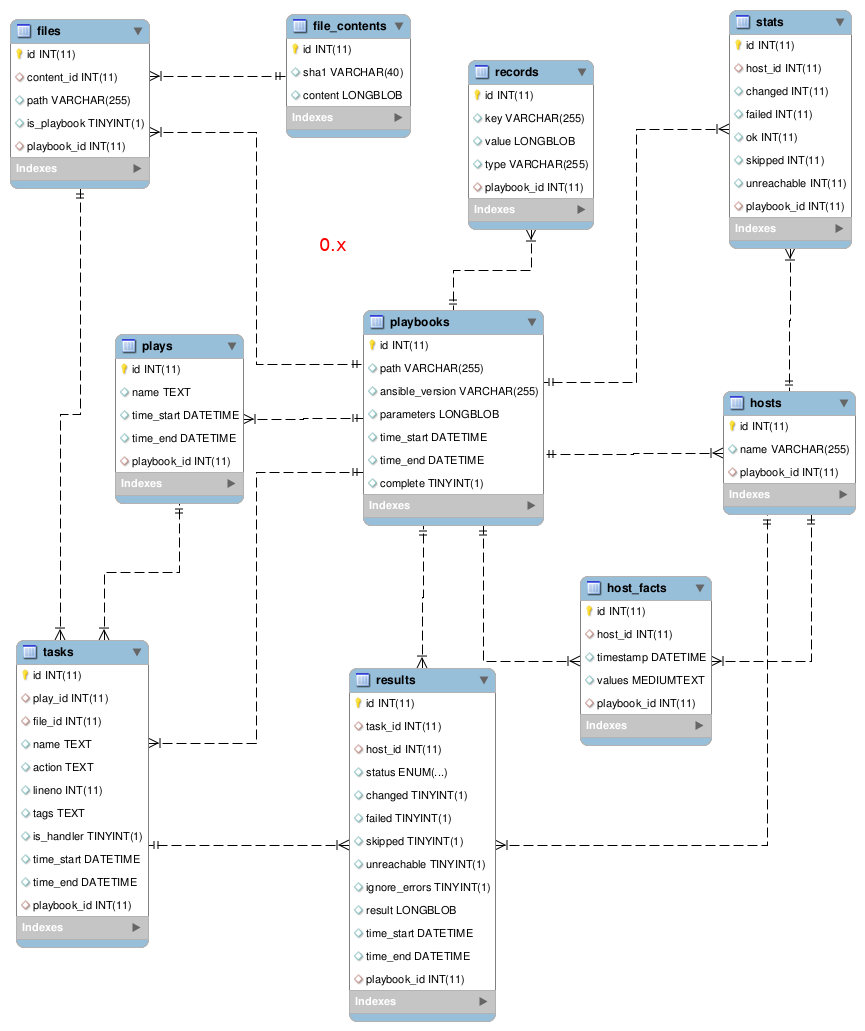 files
id INT(11)
content_id INT(11)
path VARCHAR(255)
is_playbook TINYINT(1)
playbook_id INT(11)
Indexes
file_contents
id INT(11)
sha1 VARCHAR(40)
content LONGBLOB
Indexes
records
id INT(11)
key VARCHAR(255)
value LONGBLOB
type VARCHAR(255)
playbook_id INT(11)
Indexes
stats
id INT(11)
host_id INT(11)
changed INT(11)
failed INT(11)
ok INT(11)
skipped INT(11)
unreachable INT(11)
playbook_id INT(11)
Indexes
0.x
plays
id INT(11)
name TEXT
time_start DATETIME
time_end DATETIME
playbook_id INT(11)
Indexes
playbooks
id INT(11)
path VARCHAR(255)
ansible_version VARCHAR(255)
parameters LONGBLOB
time_start DATETIME
time_end DATETIME
complete TINYINT(1)
Indexes
hosts
id INT(11)
name VARCHAR(255)
playbook_id INT(11)
Indexes
host_facts
id INT(11)
host_id INT(11)
timestamp DATETIME
values MEDIUMTEXT
playbook_id INT(11)
Indexes
tasks
id INT(11)
play_id INT(11)
file_id INT(11)
name TEXT
action TEXT
lineno INT(11)
tags TEXT
is_handler TINYINT(1)
time_start DATETIME
time_end DATETIME
playbook_id INT(11)
Indexes
results
id INT(11)
task_id INT(11)
host_id INT(11)
status ENUM(...)
changed TINYINT(1)
failed TINYINT(1)
skipped TINYINT(1)
unreachable TINYINT(1)
ignore_errors TINYINT(1)
result LONGBLOB
time_start DATETIME
time_end DATETIME
playbook_id INT(11)
Indexes